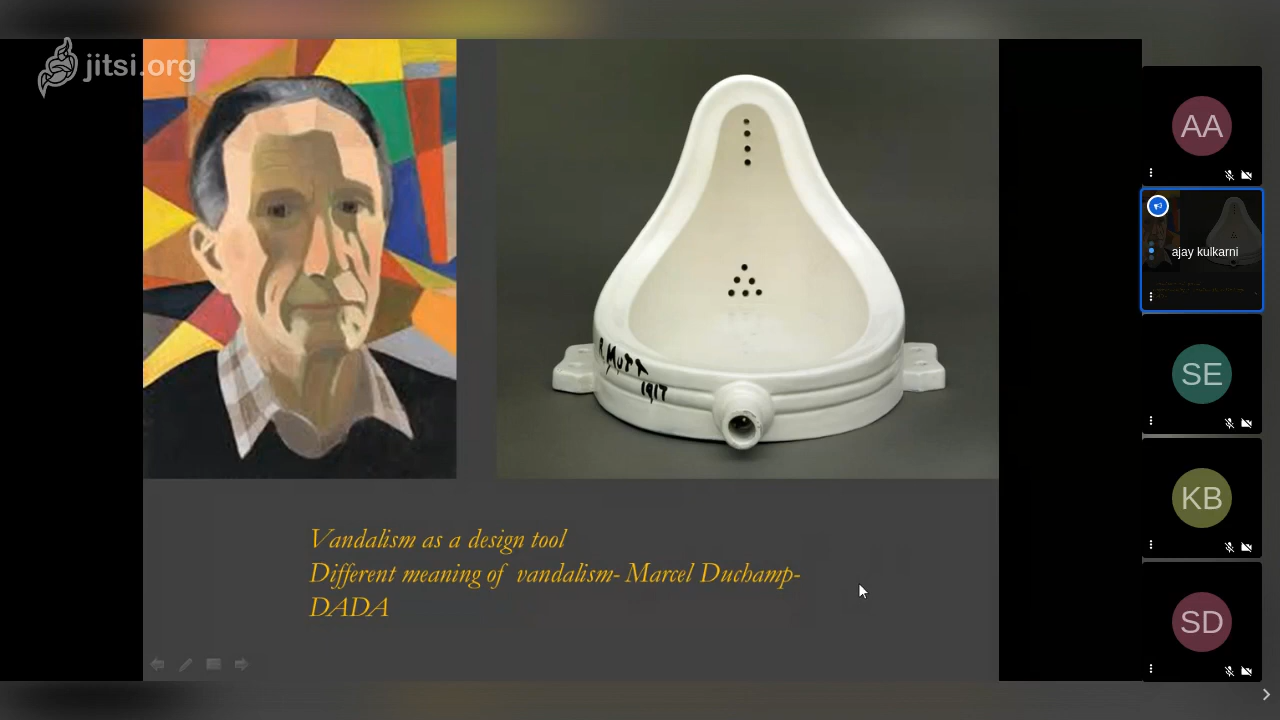 jitsi.org
R. MUTT
1917
Vandalism as a design tool
Different meaning of vandalism- Marcel Duchamp-
DADA
AA
ajay kulkarni
SE
KB
SD